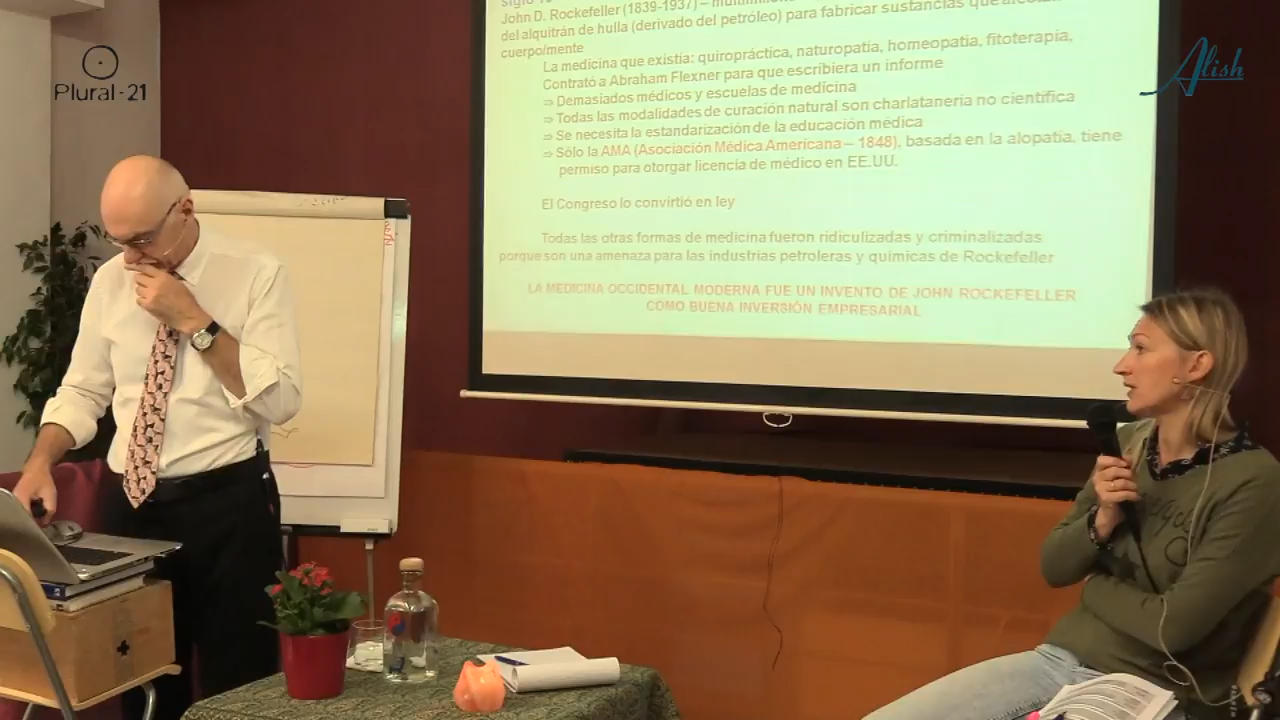 Plural-21
Alish
John D. Rockefeller (1839-1937) –
del alquitrán de hulla (derivado del petróleo) para fabricar sustancias que
cuerpo/mente
La medicina que existía: quiropráctica, naturopatía, homeopatía, fitoterapia,
Contrató a Abraham Flexner para que escribiera un informe
⇒ Demasiados médicos y escuelas de medicina
⇒ Todas las modalidades de curación natural son charlatanería no científica
⇒ Se necesita la estandarización de la educación médica
⇒ Sólo la AMA (Asociación Médica Americana – 1848), basada en la alopatía, tiene
permiso para otorgar licencia de médico en EE.UU.
El Congreso lo convirtió en ley
Todas las otras formas de medicina fueron ridiculizadas y criminalizadas
porque son una amenaza para las industrias petroleras y químicas de Rockefeller
LA MEDICINA OCCIDENTAL MODERNA FUE UN INVENTO DE JOHN ROCKEFELLER
COMO BUENA INVERSIÓN EMPRESARIAL